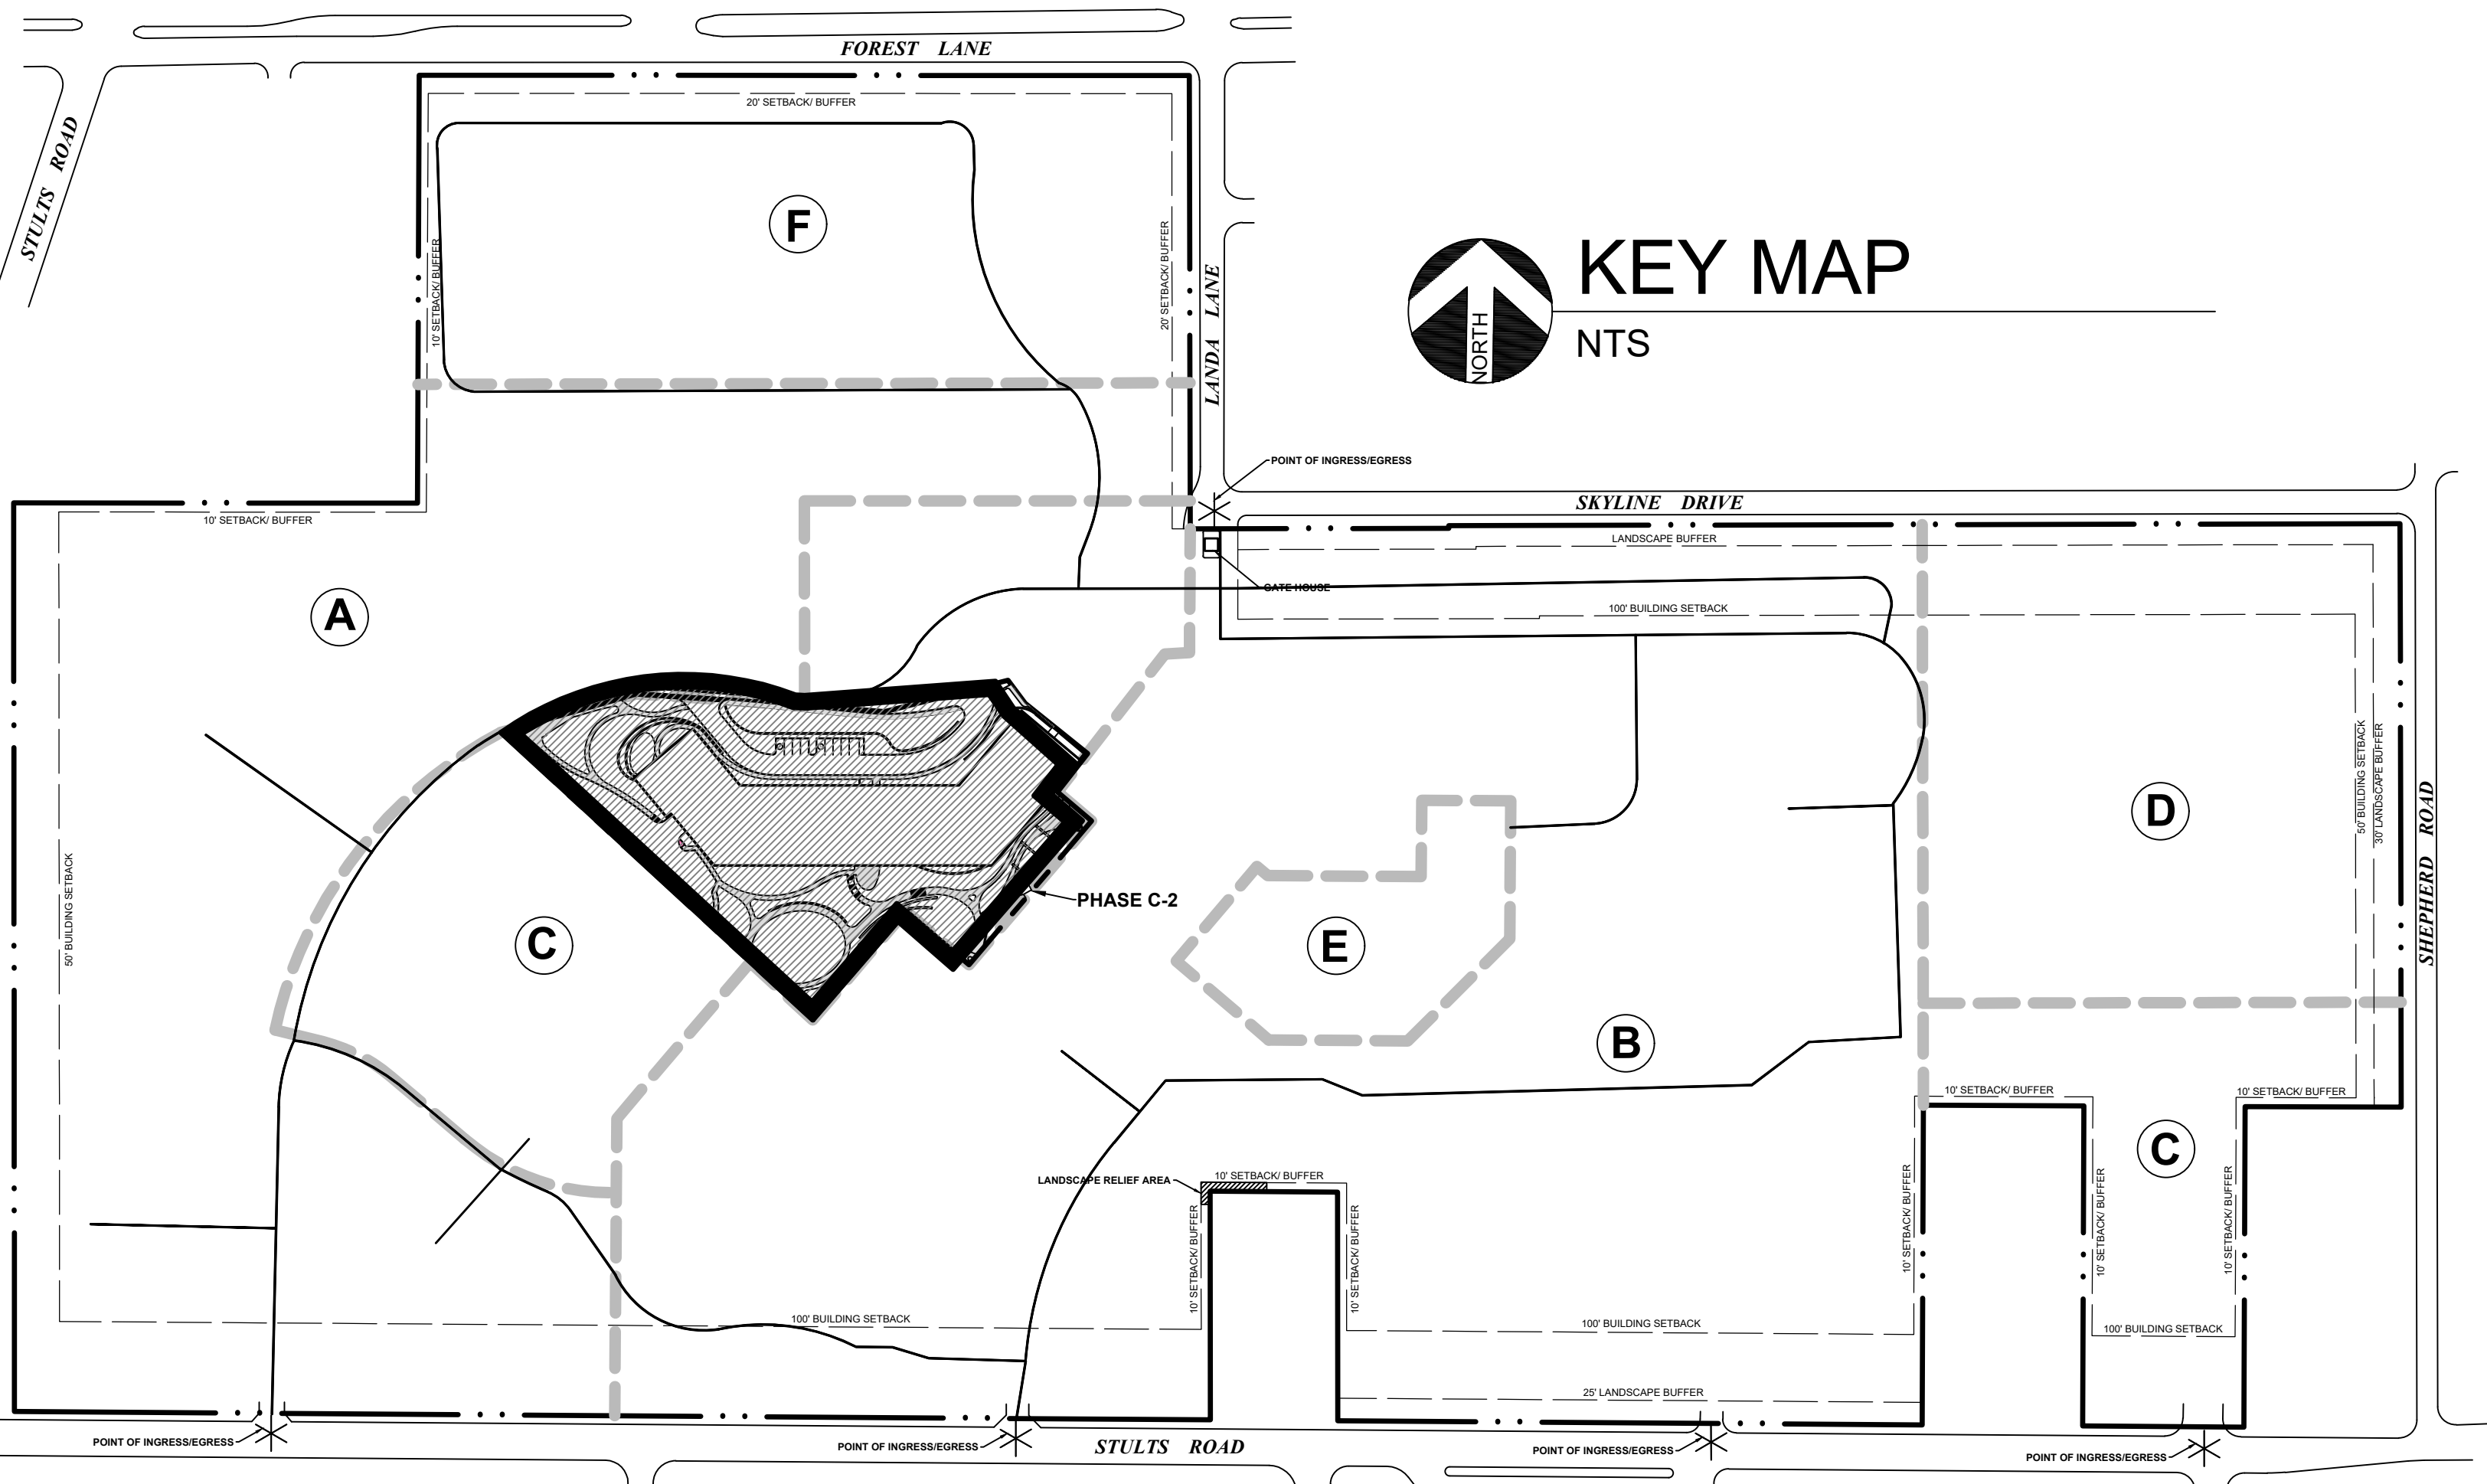 FOREST LANE
STULTS ROAD
20' SETBACK/ BUFFER
F
10' SETBACK/ BUFFER
20' SETBACK/ BUFFER
LANDA LANE
NORTH
KEY MAP
NTS
POINT OF INGRESS/EGRESS
SKYLINE DRIVE
10' SETBACK/ BUFFER
LANDSCAPE BUFFER
GATE HOUSE
100' BUILDING SETBACK
A
50' BUILDING SETBACK
30' LANDSCAPE BUFFER
D
SHEPHERD ROAD
50' BUILDING SETBACK
PHASE C-2
C
E
B
10' SETBACK/ BUFFER
10' SETBACK/ BUFFER
C
LANDSCAPE RELIEF AREA
10' SETBACK/ BUFFER
10' SETBACK/ BUFFER
10' SETBACK/ BUFFER
10' SETBACK/ BUFFER
10' SETBACK/ BUFFER
10' SETBACK/ BUFFER
100' BUILDING SETBACK
100' BUILDING SETBACK
100' BUILDING SETBACK
25' LANDSCAPE BUFFER
POINT OF INGRESS/EGRESS
POINT OF INGRESS/EGRESS
STULTS ROAD
POINT OF INGRESS/EGRESS
POINT OF INGRESS/EGRESS